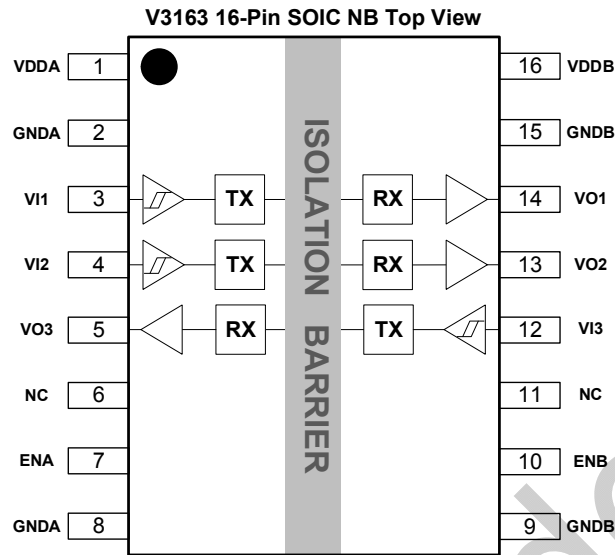 V3163 16-Pin SOIC NB Top View
VDDA 1 16 VDDB
GNDA 2 15 GNDB
VI1 3 TX RX 14 VO1
VI2 4 TX RX 13 VO2
VO3 5 RX TX 12 VI3
NC 6 11 NC
ENA 7 10 ENB
GNDA 8 9 GNDB
ISOLATION BARRIER